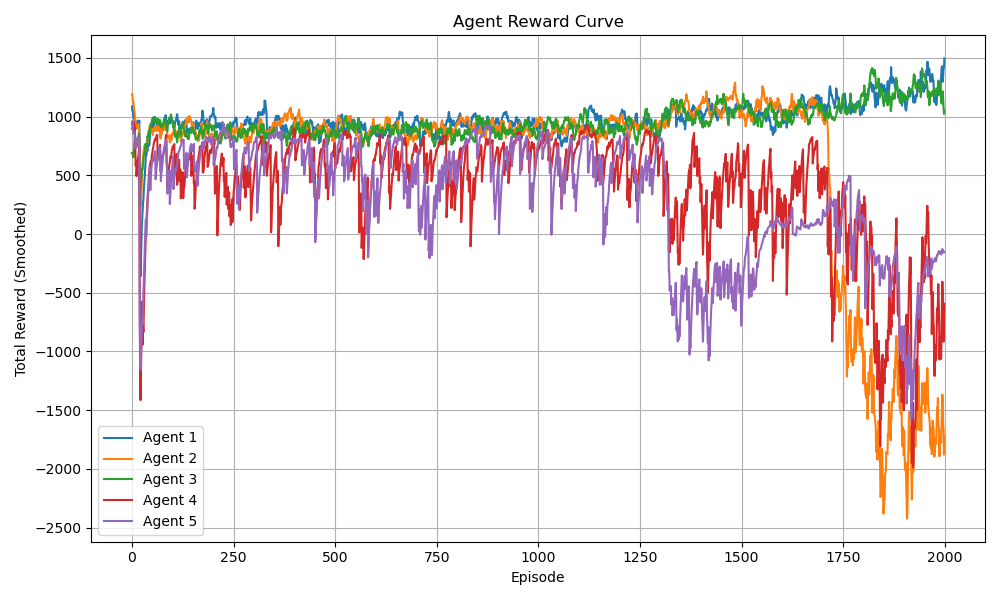 Agent Reward Curve
Total Reward (Smoothed)
1500
1000
500
0
−500
−1000
−1500
−2000
−2500
Agent 1
Agent 2
Agent 3
Agent 4
Agent 5
0 250 500 750 1000 1250 1500 1750 2000
Episode